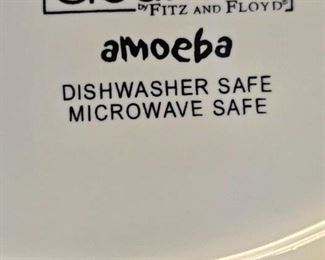 BY FITZ AND FLOYD®
amoeba
DISHWASHER SAFE
MICROWAVE SAFE